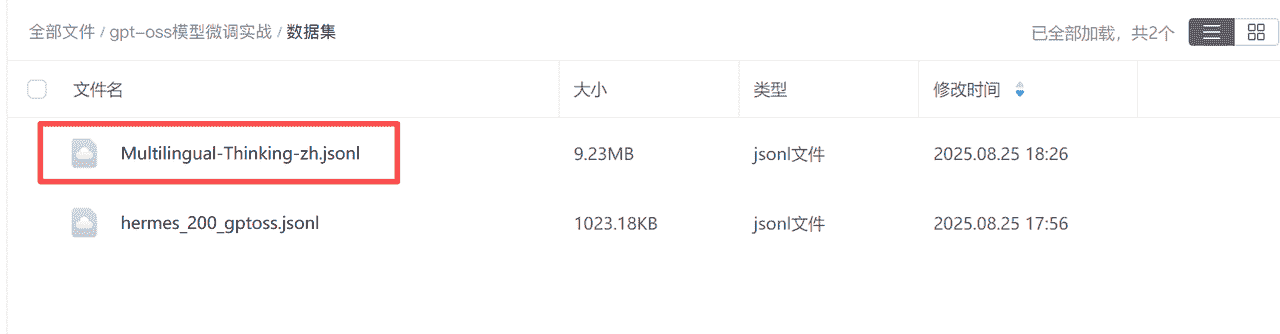 全部文件 / gpt-oss模型微调实战 / 数据集
已全部加载，共2个
文件名 大小 类型 修改时间
Multilingual-Thinking-zh.jsonl 9.23MB jsonl文件 2025.08.25 18:26
hermes_200_gptoss.jsonl 1023.18KB jsonl文件 2025.08.25 17:56